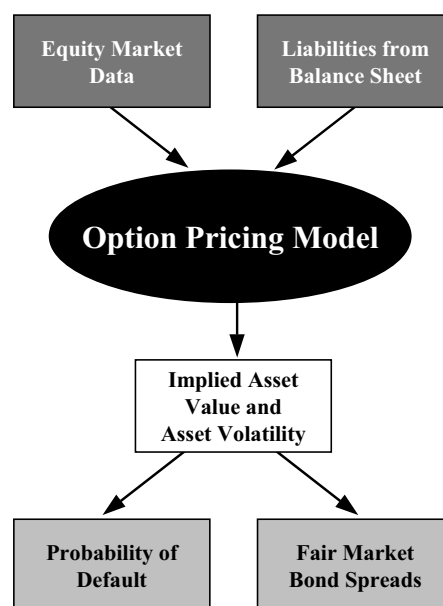 Equity Market
Data
Liabilities from
Balance Sheet
Option Pricing Model
Implied Asset
Value and
Asset Volatility
Probability of
Default
Fair Market
Bond Spreads